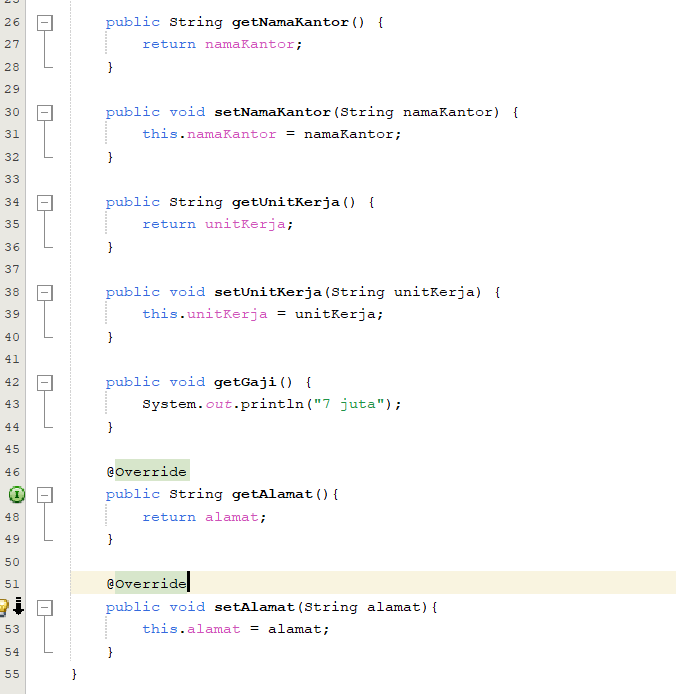 26 public String getNamaKantor() {
27 return namaKantor;
28 }
29
30 public void setNamaKantor(String namaKantor) {
31 this.namaKantor = namaKantor;
32 }
33
34 public String getUnitKerja() {
35 return unitKerja;
36 }
37
38 public void setUnitKerja(String unitKerja) {
39 this.unitKerja = unitKerja;
40 }
41
42 public void getGaji() {
43 System.out.println("7 juta");
44 }
45
46 @Override
public String getAlamat(){
48 return alamat;
49 }
50
51 @Override
public void setAlamat(String alamat){
53 this.alamat = alamat;
54 }
55 }